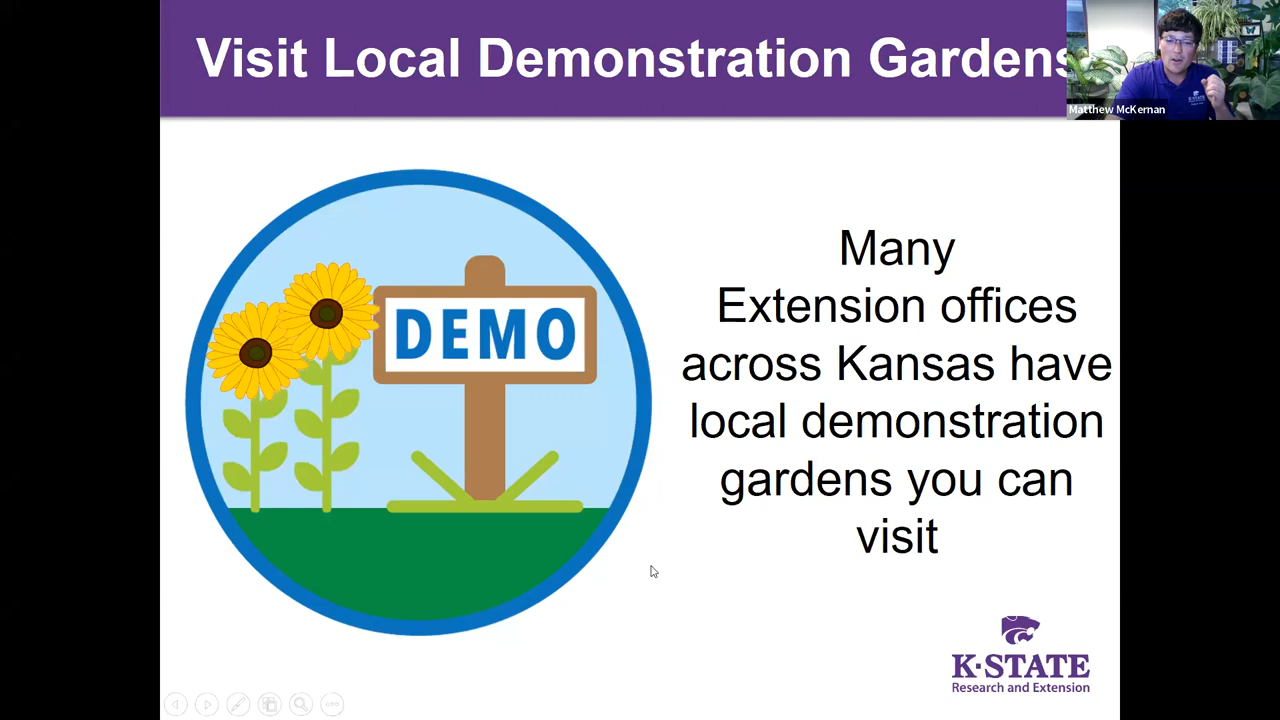 Visit Local Demonstration Gardens
Matthew McKernan
DEMO
Many
Extension offices
across Kansas have
local demonstration
gardens you can
visit
K-STATE
Research and Extension